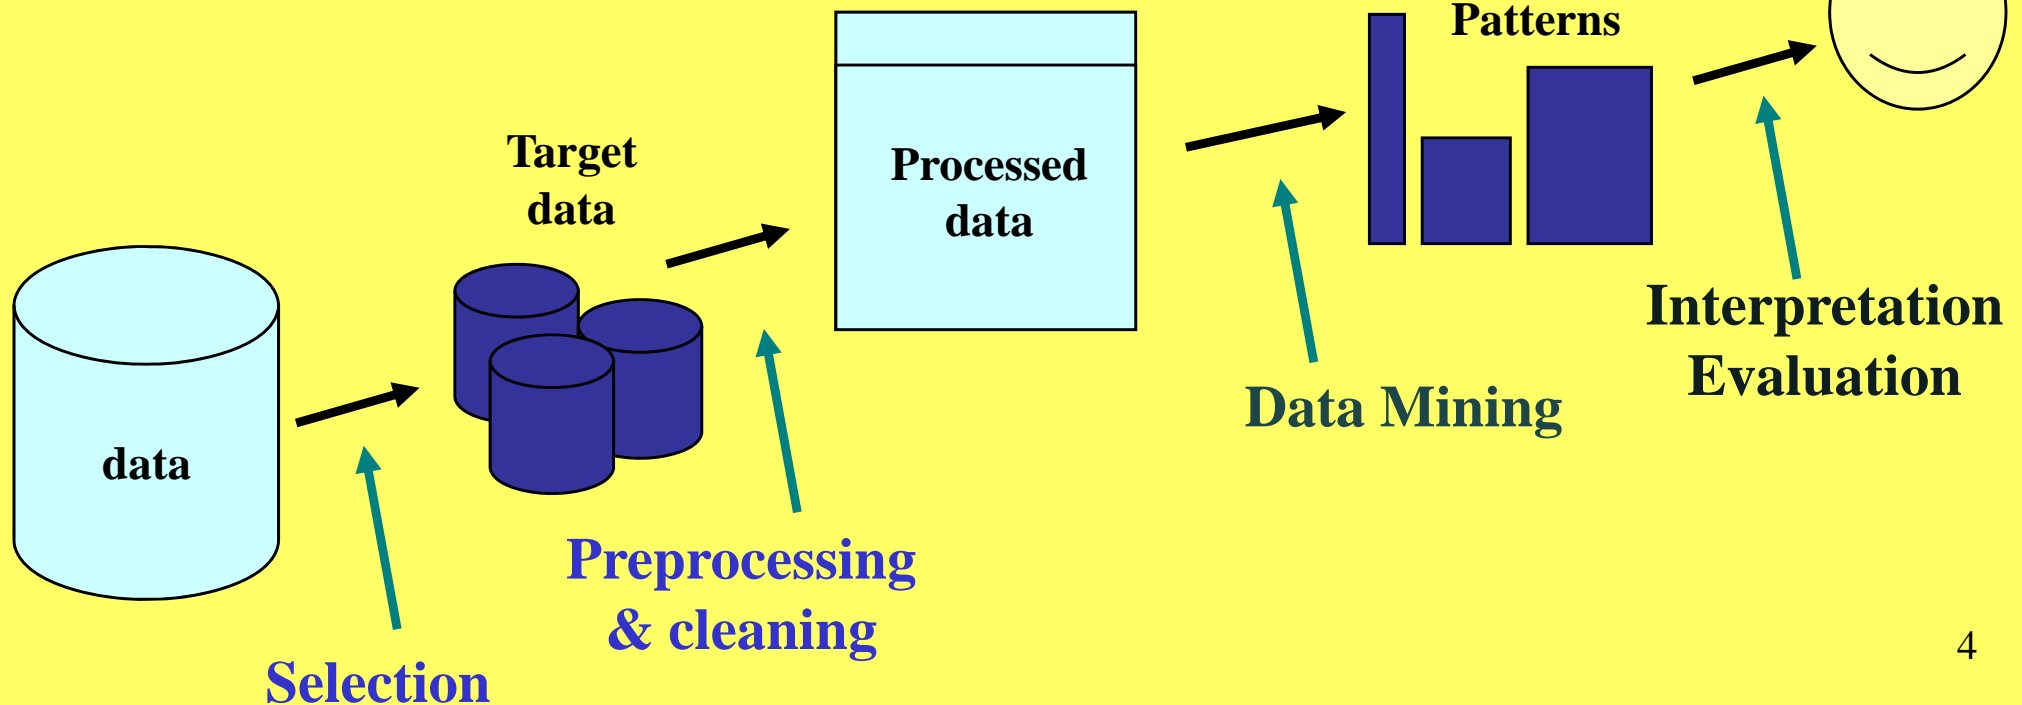 Patterns
Target
data
Processed
data
data
Interpretation
Evaluation
Data Mining
Preprocessing
& cleaning
Selection
4